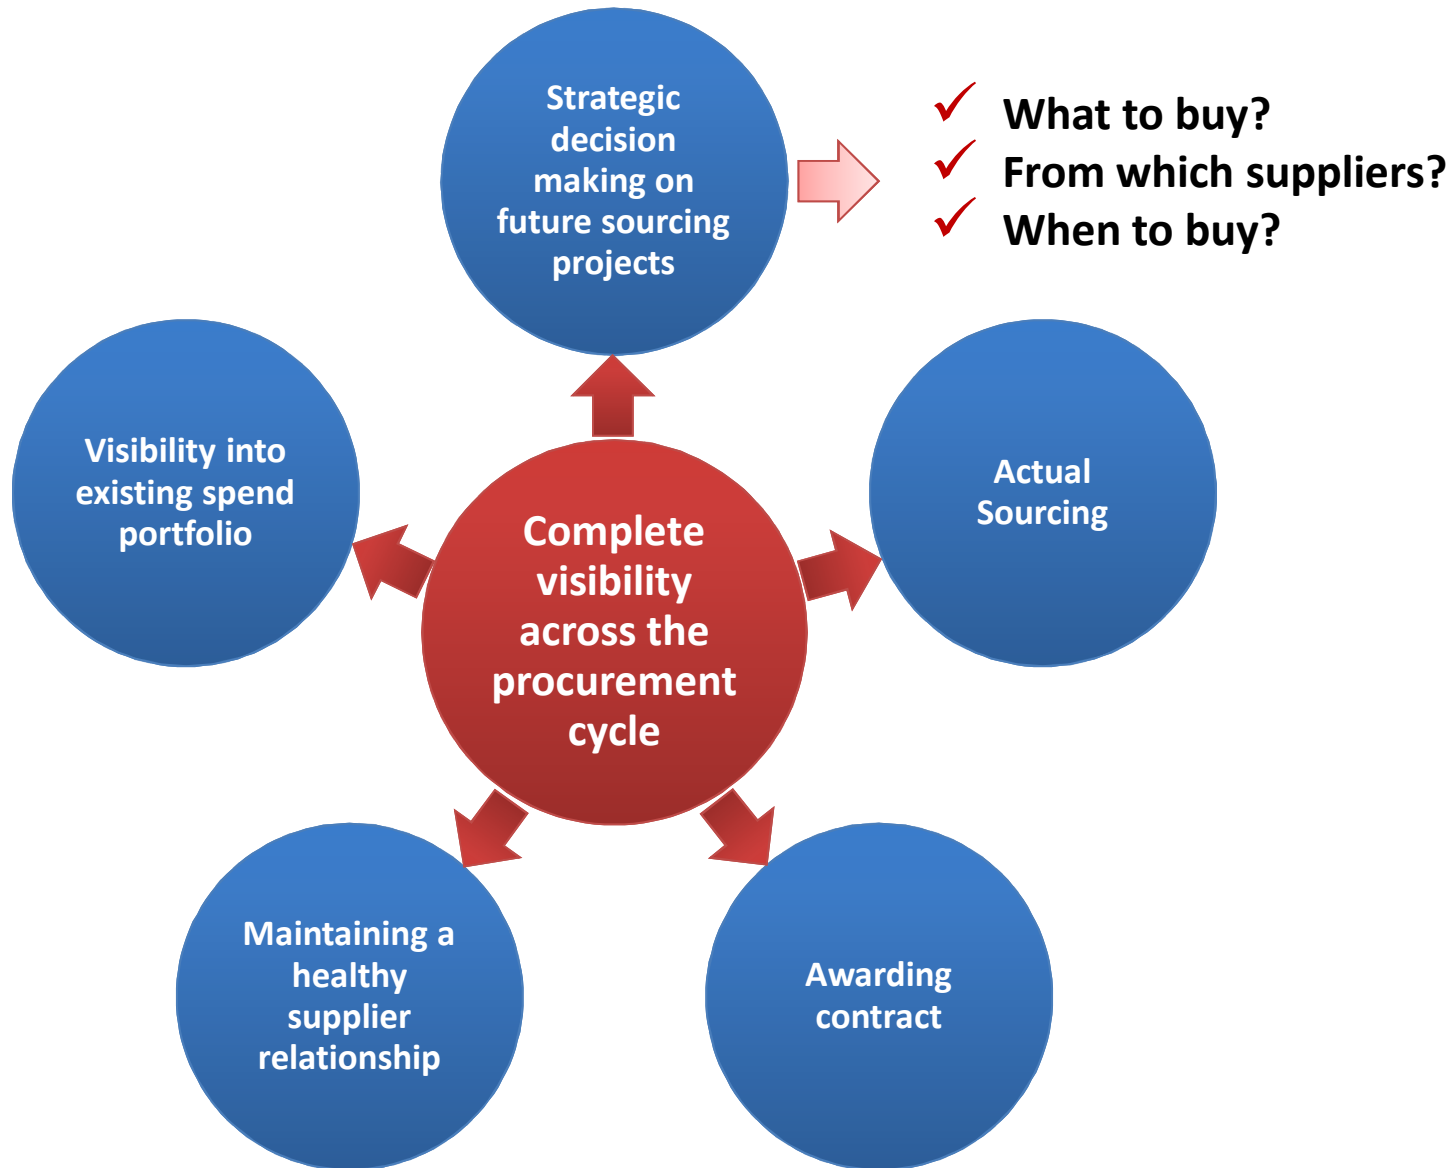 Strategic
decision
making on
future sourcing
projects
What to buy?
From which suppliers?
When to buy?
Visibility into
existing spend
portfolio
Actual
Sourcing
Complete
visibility
across the
procurement
cycle
Maintaining a
healthy
supplier
relationship
Awarding
contract